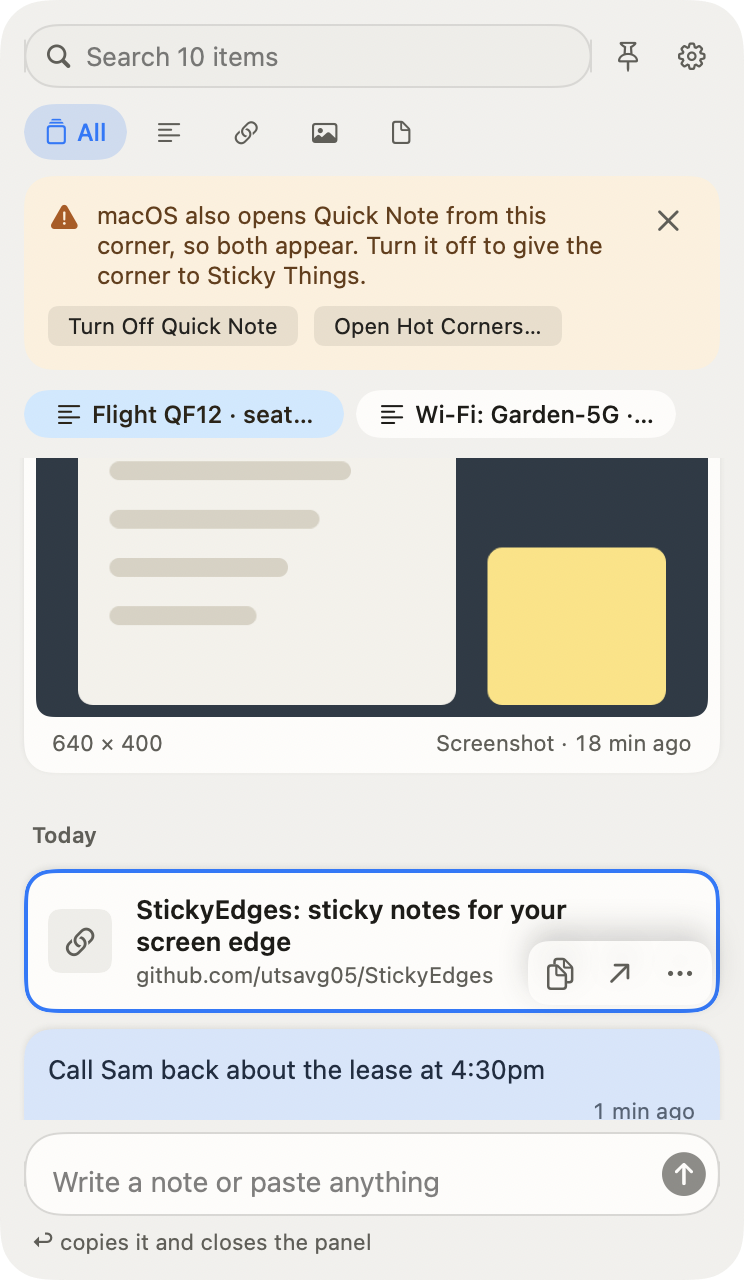 Search 10 items
All
macOS also opens Quick Note from this
corner, so both appear. Turn it off to give the
corner to Sticky Things.
Turn Off Quick Note
Open Hot Corners...
Flight QF12 · seat...
Wi-Fi: Garden-5G ·...
640 × 400
Screenshot · 18 min ago
Today
StickyEdges: sticky notes for your
screen edge
github.com/utsavg05/StickyEdges
Call Sam back about the lease at 4:30pm
1 min ago
Write a note or paste anything
↩ copies it and closes the panel